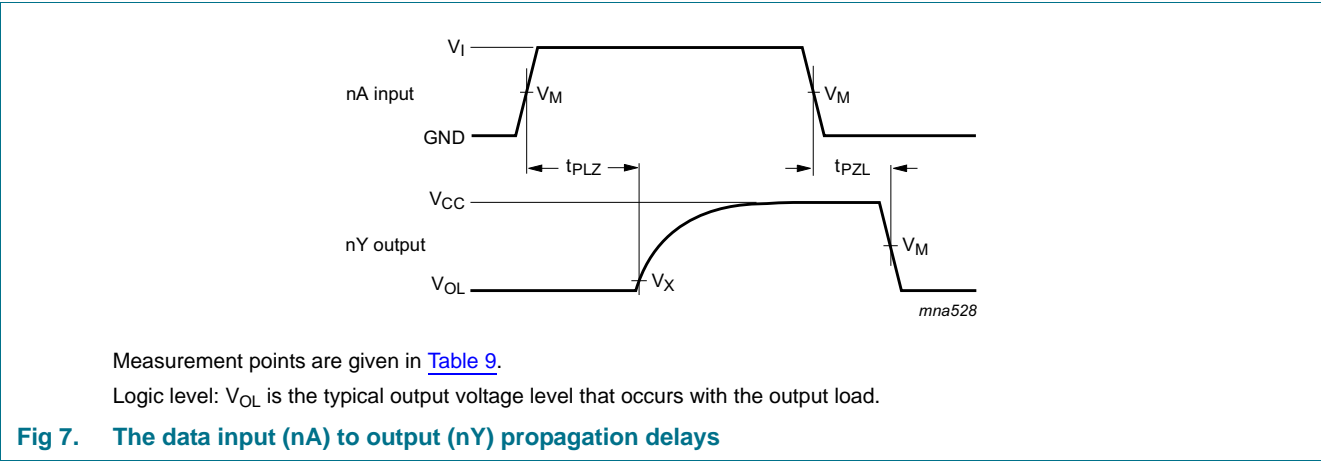 VI
nA input
VM
VM
GND
tPLZ
tPZL
VCC
nY output
VM
VOL
VX
mna528
Measurement points are given in Table 9.
Logic level: VOL is the typical output voltage level that occurs with the output load.
Fig 7. The data input (nA) to output (nY) propagation delays